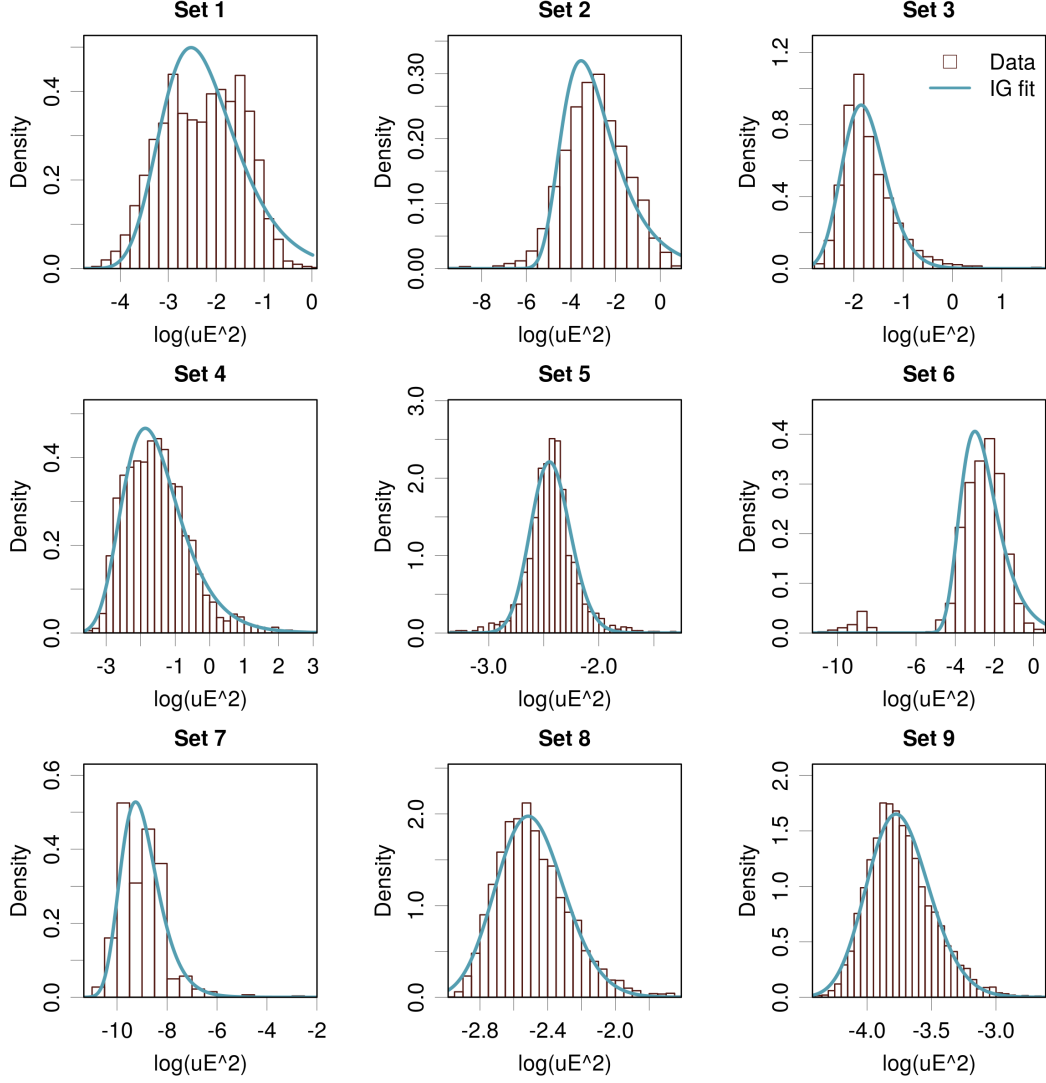 Set 1
Set 2
Set 3
Density
0.0 0.2 0.4
-4 -3 -2 -1 0
log(uE^2)
Density
0.00 0.10 0.20 0.30
-8 -6 -4 -2 0
log(uE^2)
Density
0.0 0.4 0.8 1.2
Data
IG fit
-2 -1 0 1
log(uE^2)
Set 4
Set 5
Set 6
Density
0.0 0.2 0.4
-3 -2 -1 0 1 2 3
log(uE^2)
Density
0.0 1.0 2.0 3.0
-3.0 -2.0
log(uE^2)
Density
0.0 0.1 0.2 0.3 0.4
-10 -6 -4 -2 0
log(uE^2)
Set 7
Set 8
Set 9
Density
0.0 0.2 0.4 0.6
-10 -8 -6 -4 -2
log(uE^2)
Density
0.0 1.0 2.0
-2.8 -2.4 -2.0
log(uE^2)
Density
0.0 0.5 1.0 1.5 2.0
-4.0 -3.5 -3.0
log(uE^2)